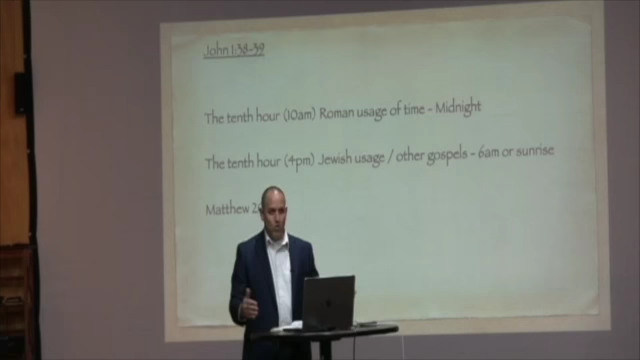 John 1:38-39
The tenth hour (10am) Roman usage of time - Midnight
The tenth hour (4pm) Jewish usage / other gospels - 6am or sunrise
Matthew 2